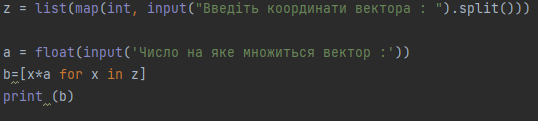 z = list(map(int, input("Введіть координати вектора : ").split()))
a = float(input('Число на яке множиться вектор :'))
b=[x*a for x in z]
print (b)